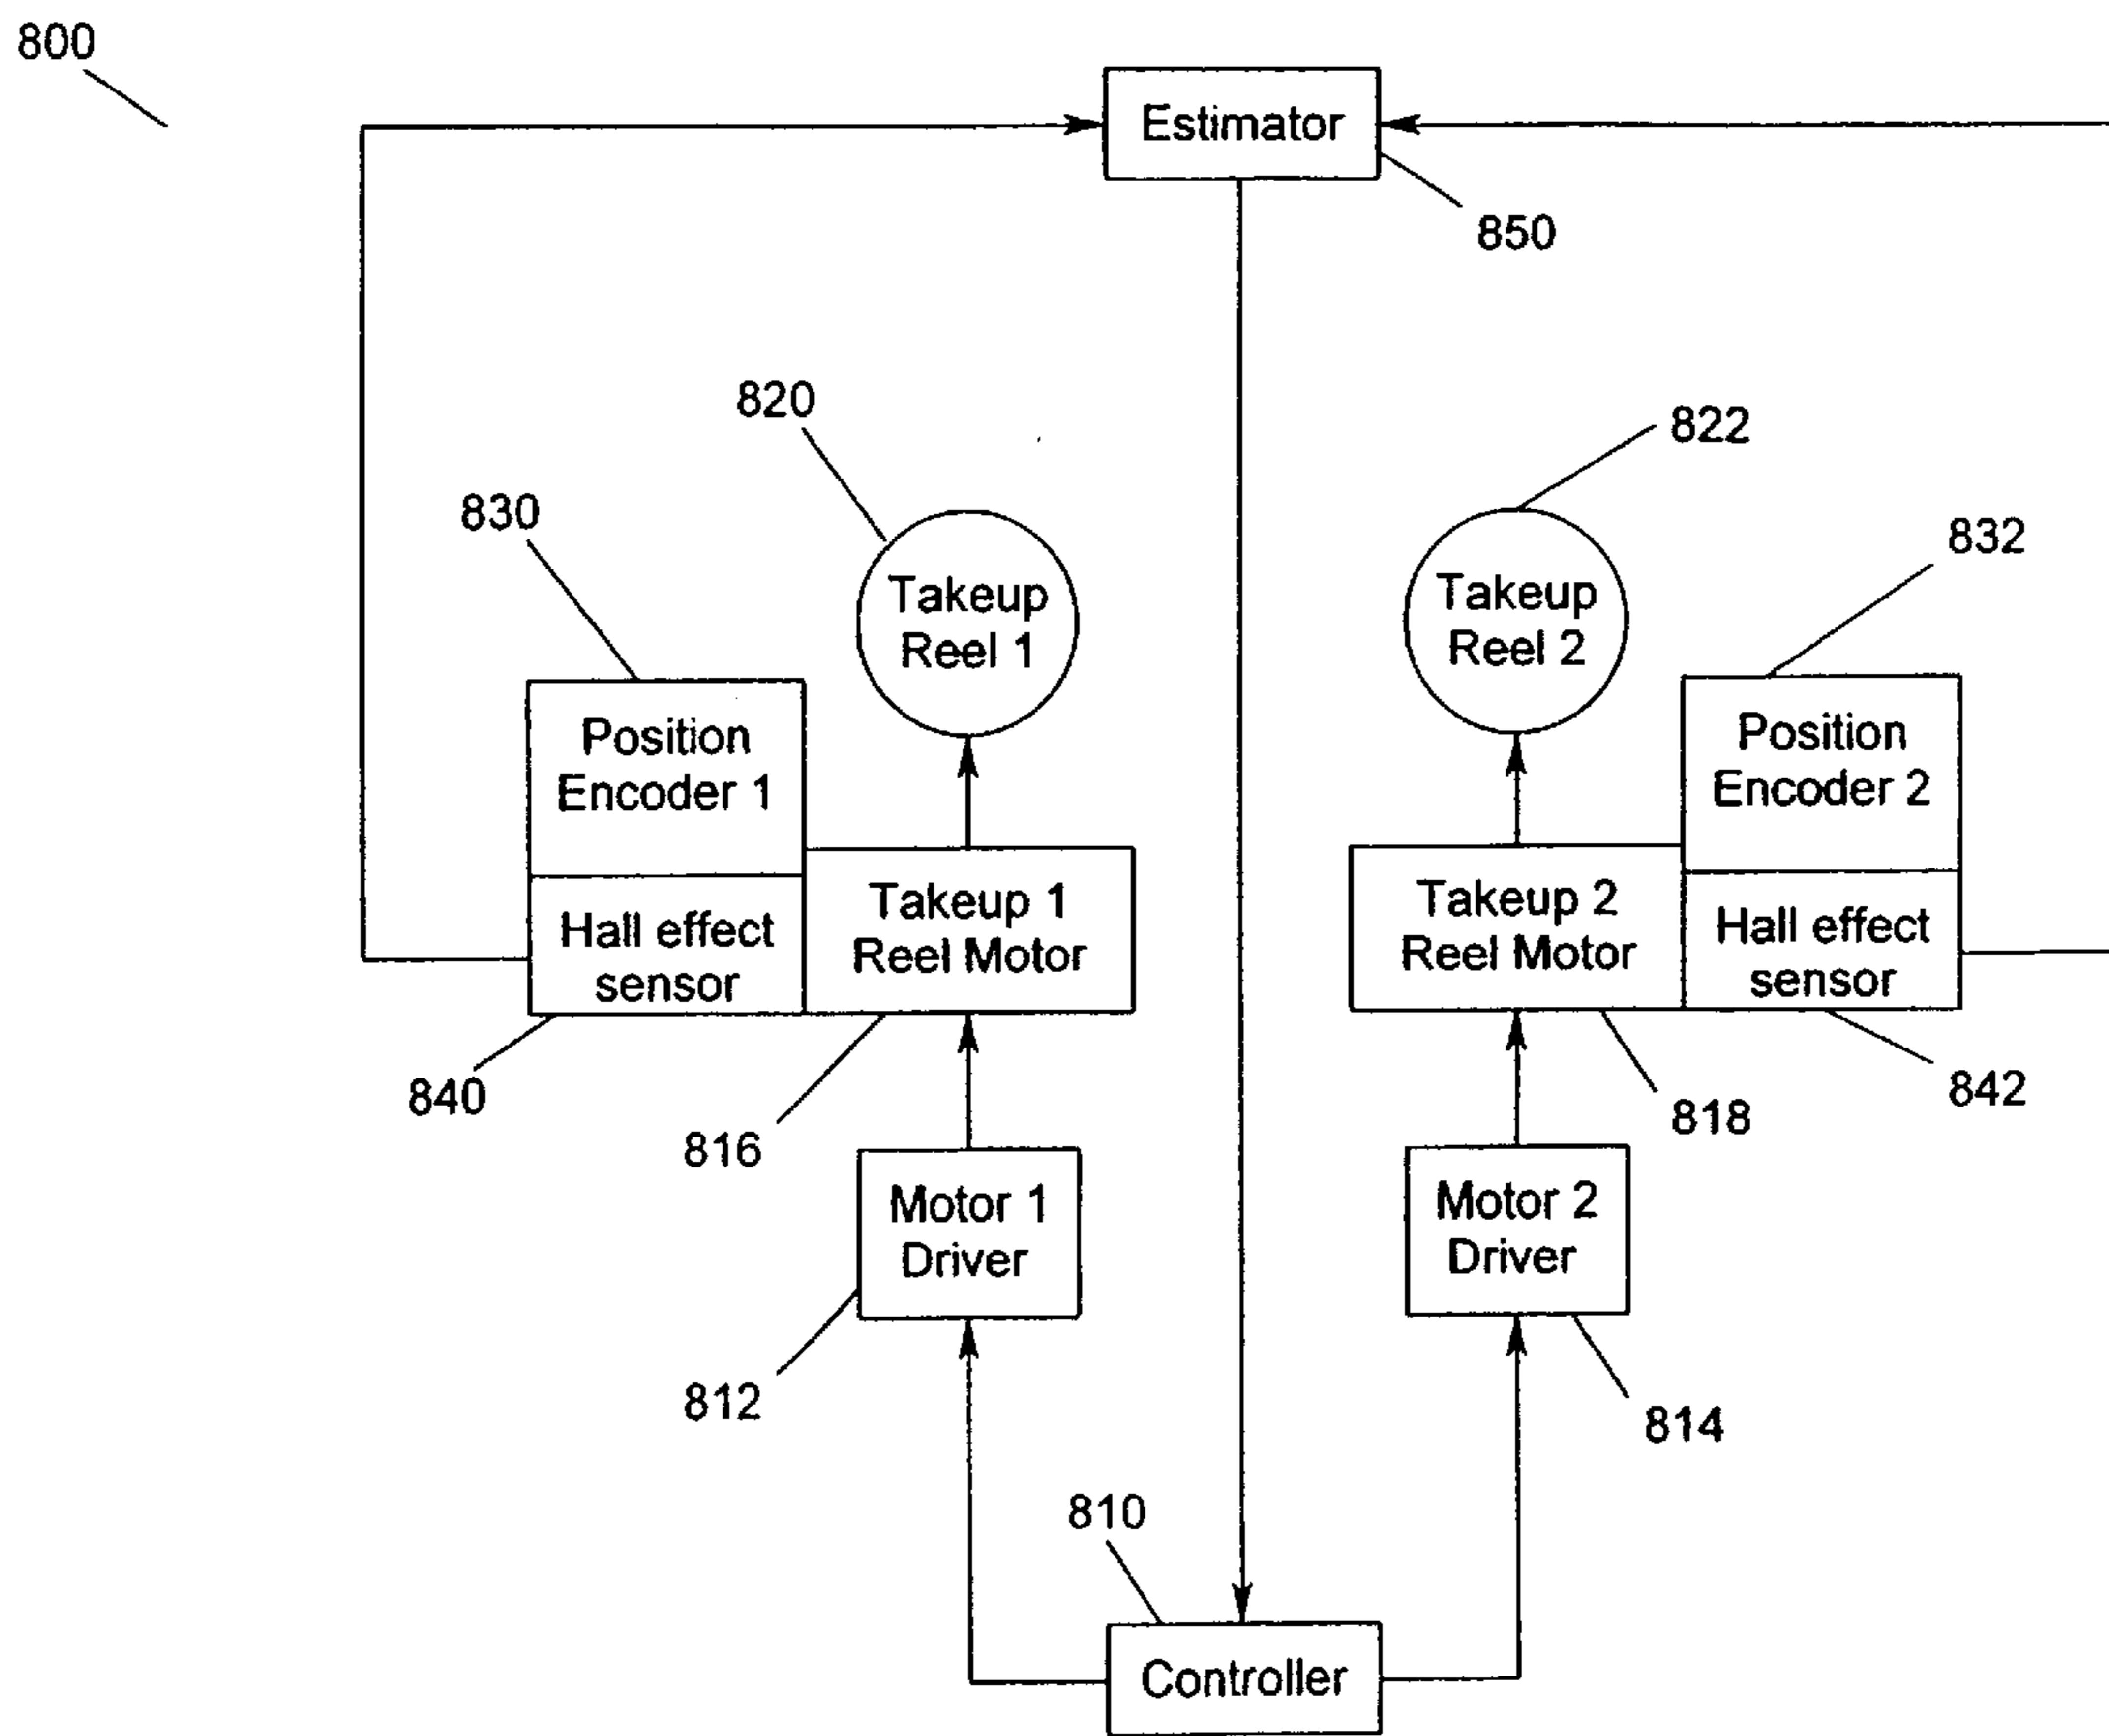 800
Estimator
850
820
822
830
832
Takeup
Reel 1
Takeup
Reel 2
Position
Encoder 1
Position
Encoder 2
Takeup 1
Reel Motor
Takeup 2
Reel Motor
Hall effect
sensor
Hall effect
sensor
840
816
818
842
Motor 1
Driver
Motor 2
Driver
812
814
810
Controller